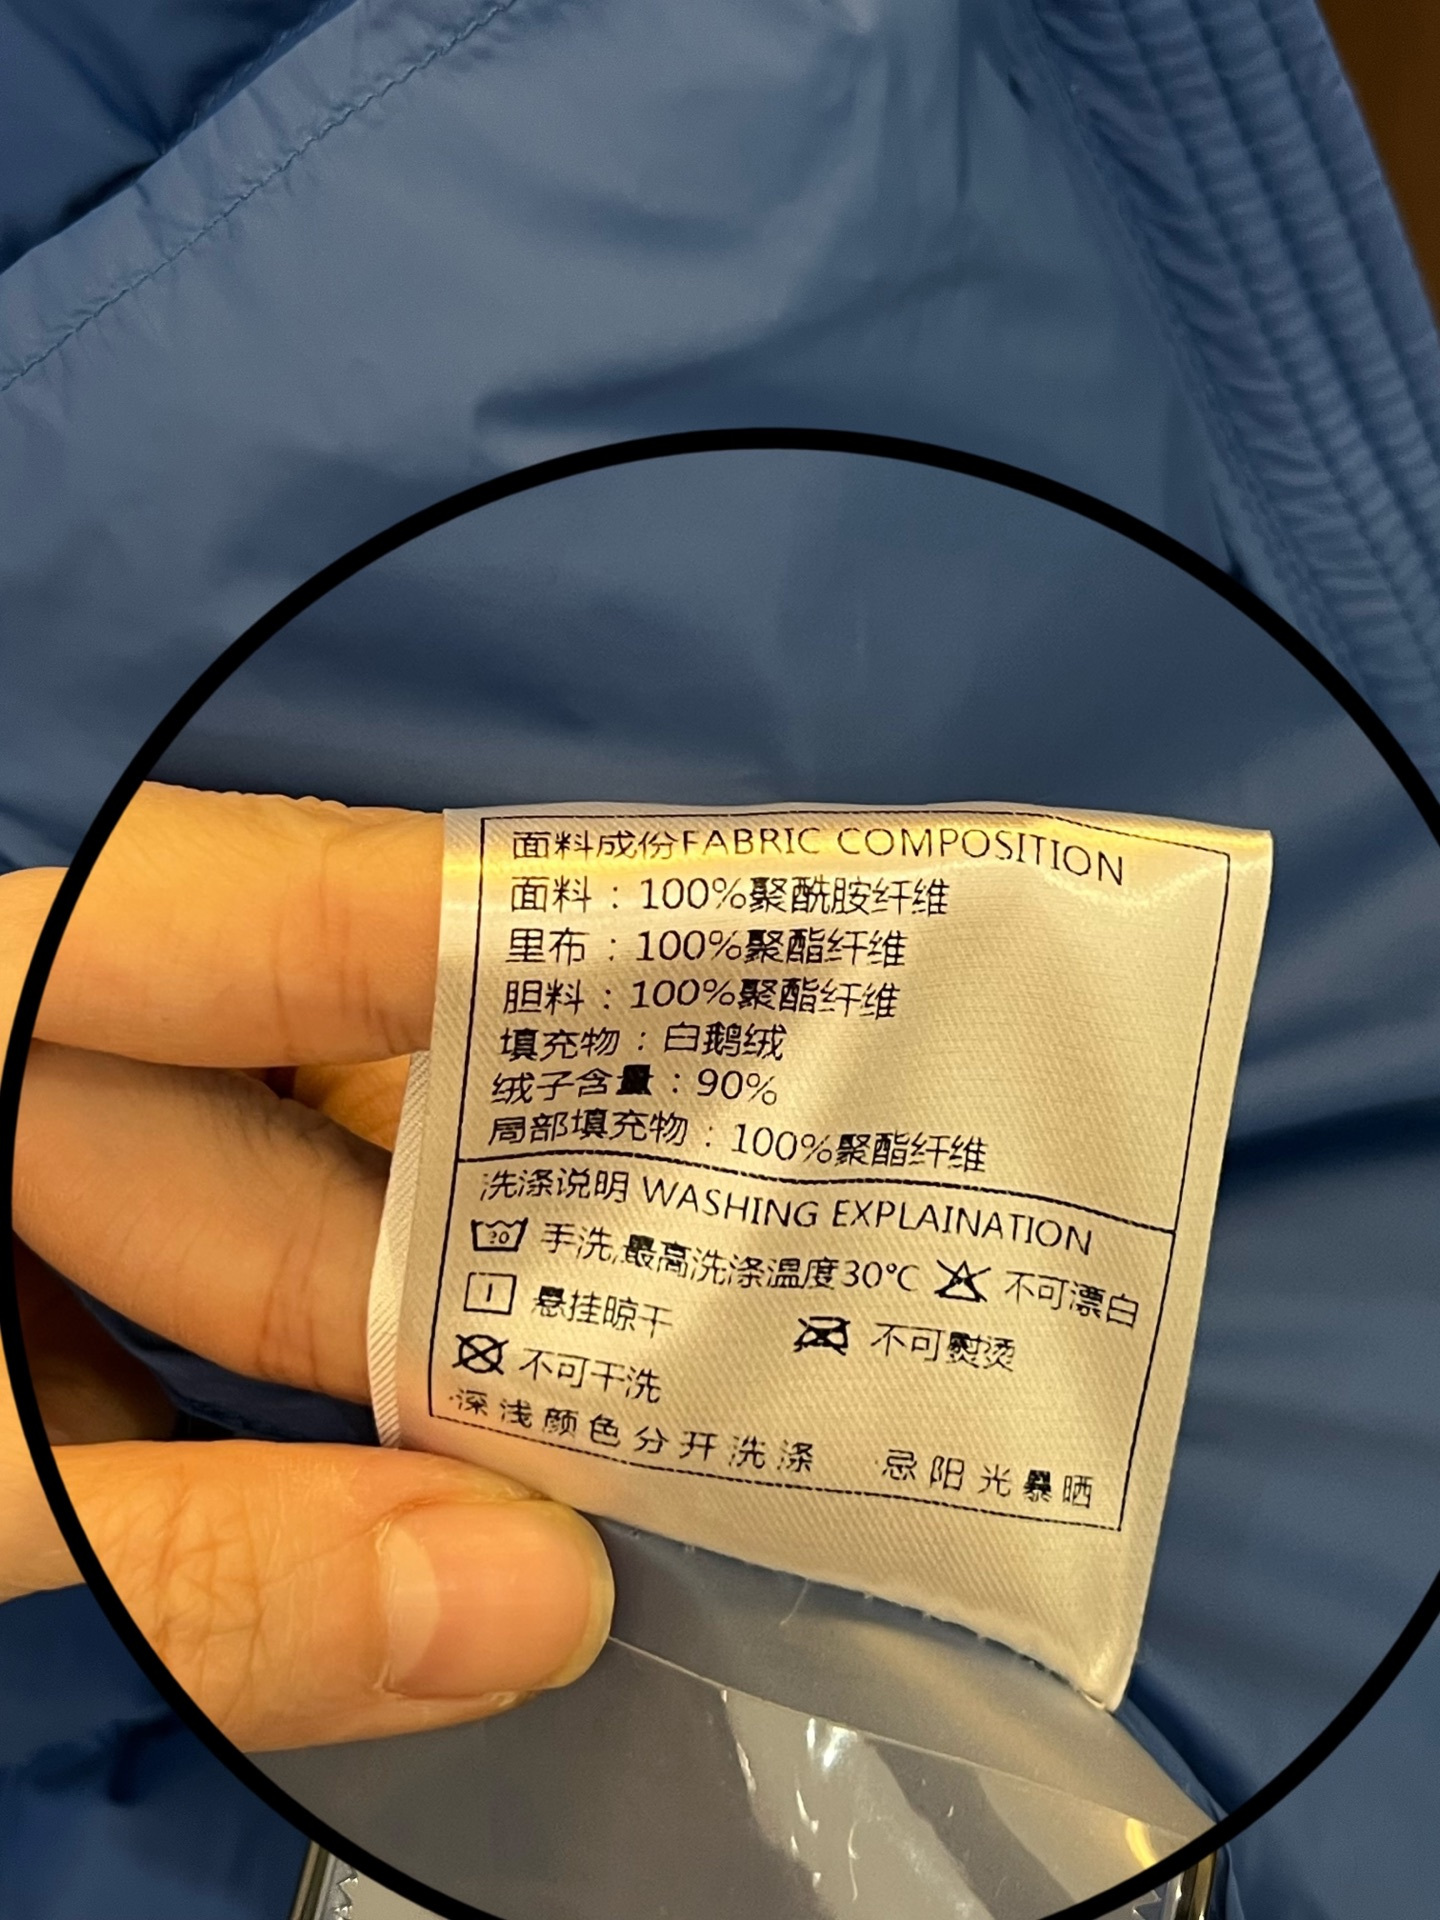 面料成份FABRIC COMPOSITION
面料：100%聚酰胺纤维
里布：100%聚酯纤维
胆料：100%聚酯纤维
填充物：白鹅绒
绒子含量：90%
局部填充物：100%聚酯纤维
洗涤说明 WASHING EXPLAINATION
30 手洗,最高洗涤温度30℃ 不可漂白
悬挂晾干 不可熨烫
不可干洗
深浅颜色分开洗涤 忌阳光暴晒